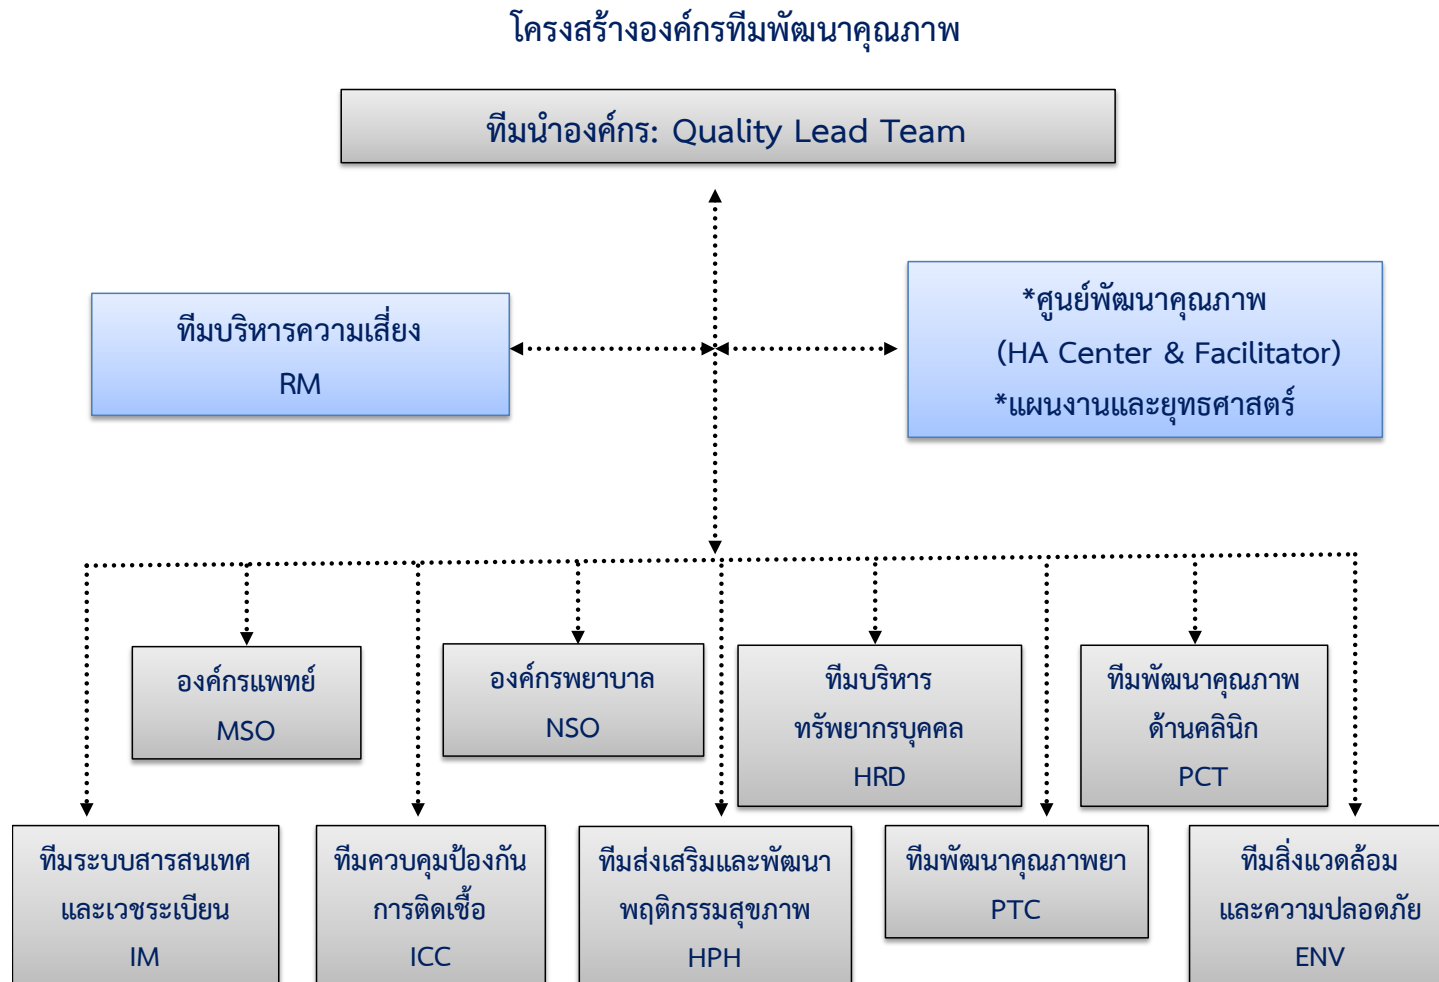 โครงสร้างองค์กรทีมพัฒนาคุณภาพ
ทีมนำองค์กร: Quality Lead Team
ทีมบริหารความเสี่ยง
RM
*ศูนย์พัฒนาคุณภาพ
(HA Center & Facilitator)
*แผนงานและยุทธศาสตร์
องค์กรแพทย์
MSO
องค์กรพยาบาล
NSO
ทีมบริหาร
ทรัพยากรบุคคล
HRD
ทีมพัฒนาคุณภาพ
ด้านคลินิก
PCT
ทีมระบบสารสนเทศ
และเวชระเบียน
IM
ทีมควบคุมป้องกัน
การติดเชื้อ
ICC
ทีมส่งเสริมและพัฒนา
พฤติกรรมสุขภาพ
HPH
ทีมพัฒนาคุณภาพยา
PTC
ทีมสิ่งแวดล้อม
และความปลอดภัย
ENV